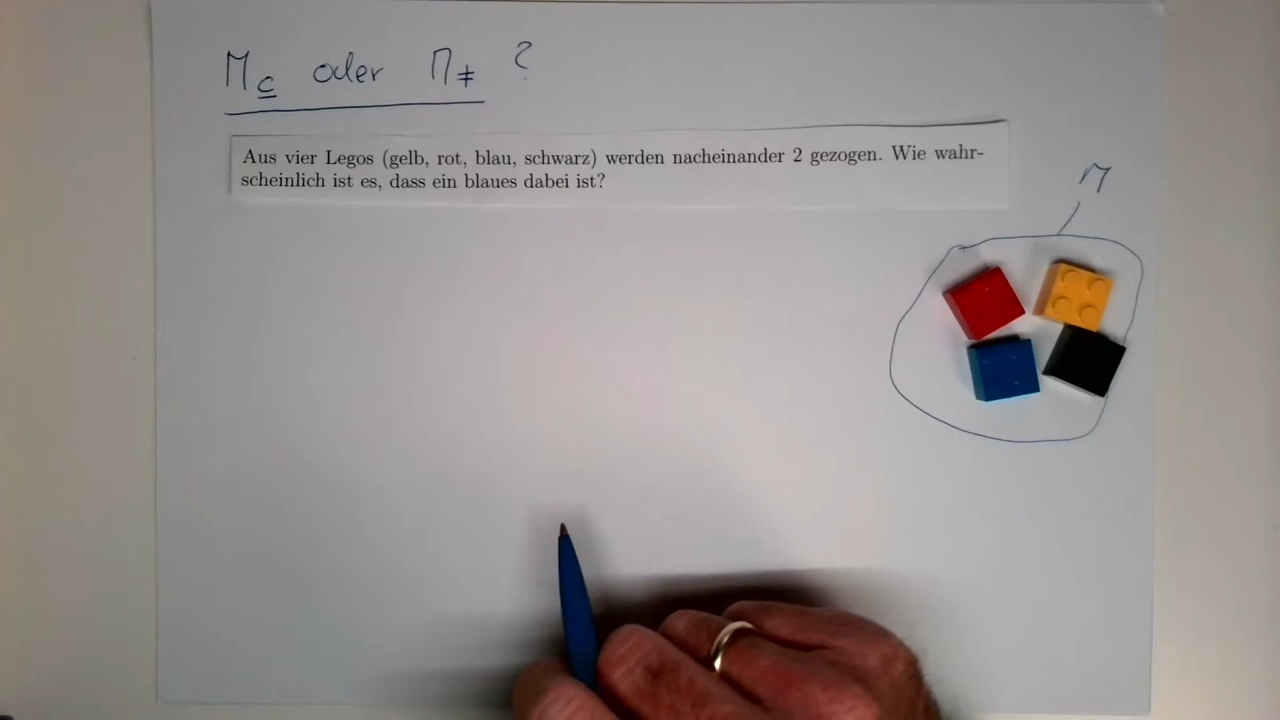 M⊆ oder M≠ ?
Aus vier Legos (gelb, rot, blau, schwarz) werden nacheinander 2 gezogen. Wie wahr-
scheinlich ist es, dass ein blaues dabei ist?
M